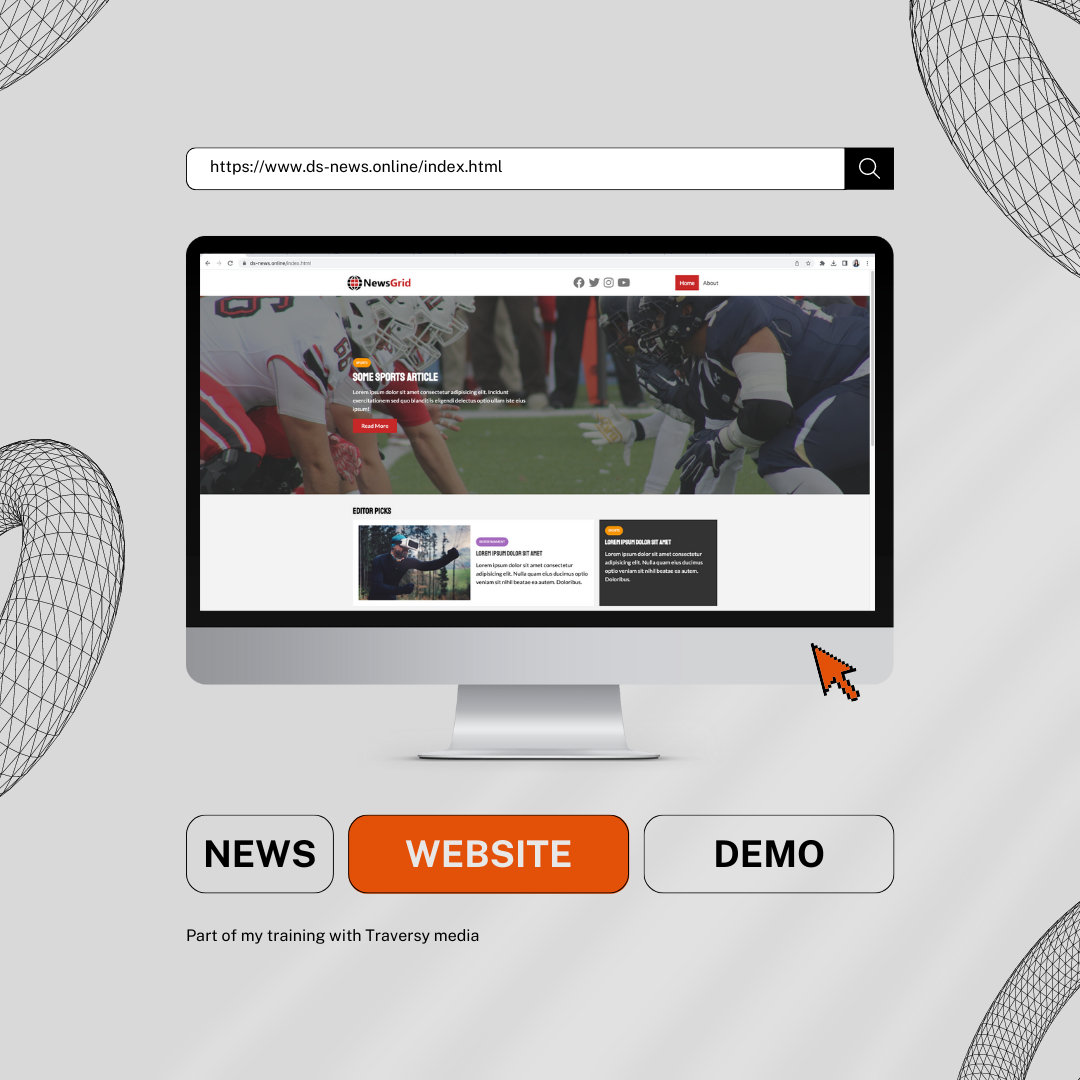 https://www.ds-news.online/index.html
ds-news.online/index.html
NewsGrid
Home About
SPORTS
SOME SPORTS ARTICLE
Lorem ipsum dolor sit amet consectetur adipisicing elit. Incidunt
exercitationem sed quo blanditiis eligendi delectus optio ullam iste eius
ipsum!
Read More
EDITOR PICKS
ENTERTAINMENT
LOREM IPSUM DOLOR SIT AMET
Lorem ipsum dolor sit amet consectetur
adipisicing elit. Nulla quam eius ducimus optio
veniam sit nihil beatae ea autem. Doloribus.
SPORTS
LOREM IPSUM DOLOR SIT AMET
Lorem ipsum dolor sit amet consectetur
adipisicing elit. Nulla quam eius ducimus
optio veniam sit nihil beatae ea autem.
Doloribus.
NEWS WEBSITE DEMO
Part of my training with Traversy media